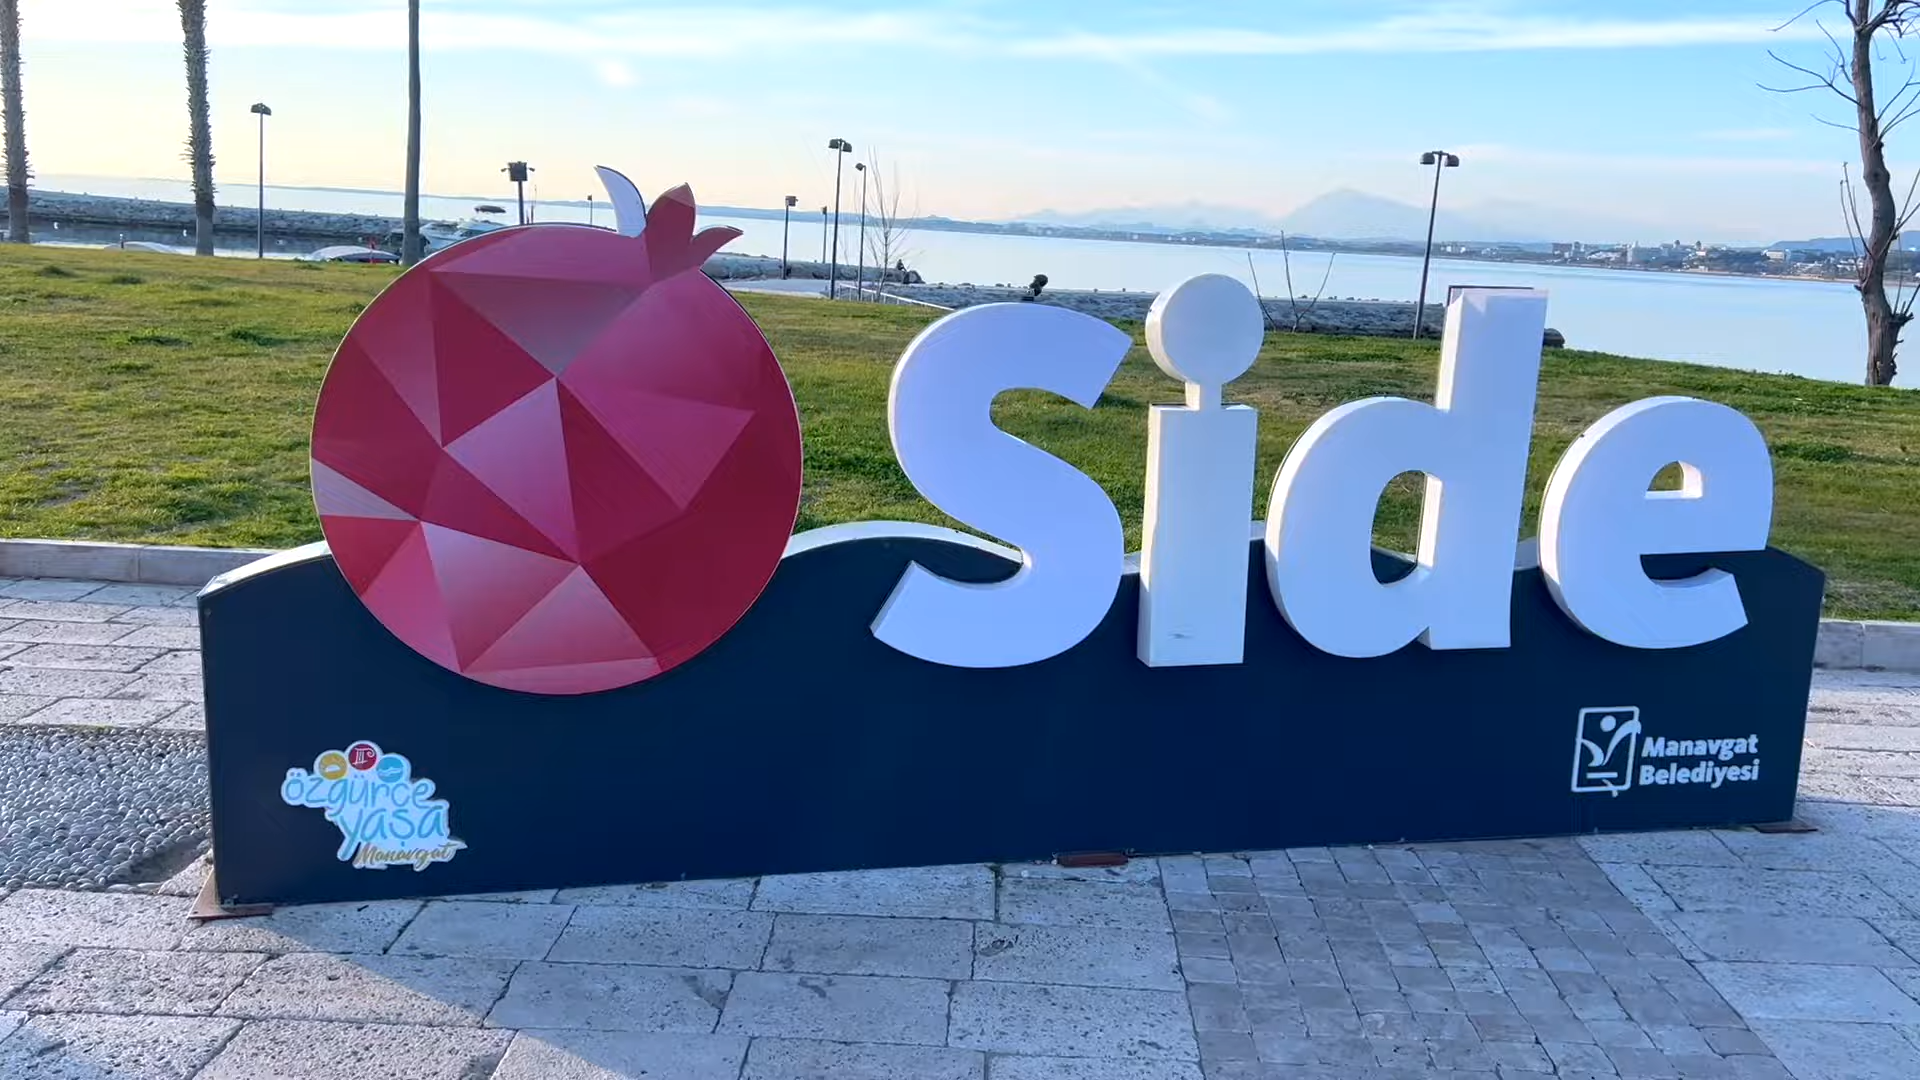 Side
özgürce
yaşa
Manavgat
Manavgat
Belediyesi